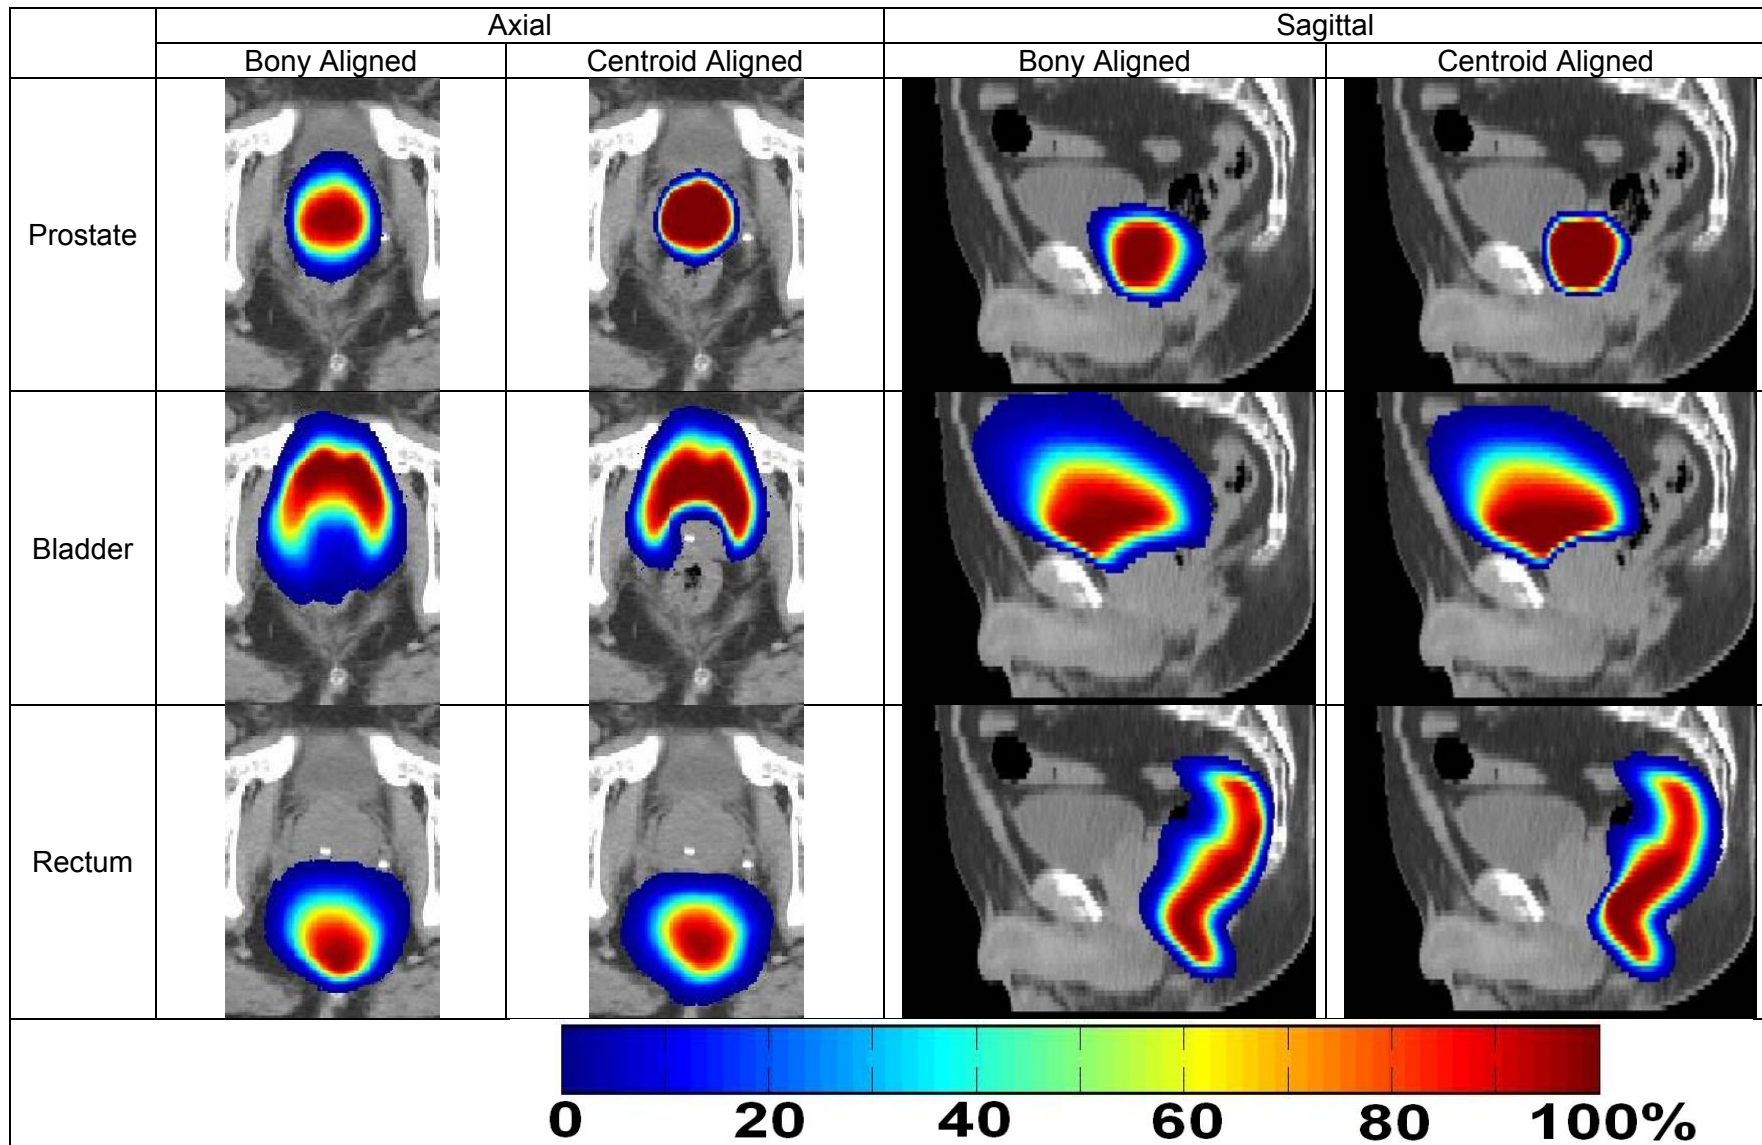 Axial Sagittal
Bony Aligned Centroid Aligned Bony Aligned Centroid Aligned
Prostate
Bladder
Rectum
0 20 40 60 80 100%